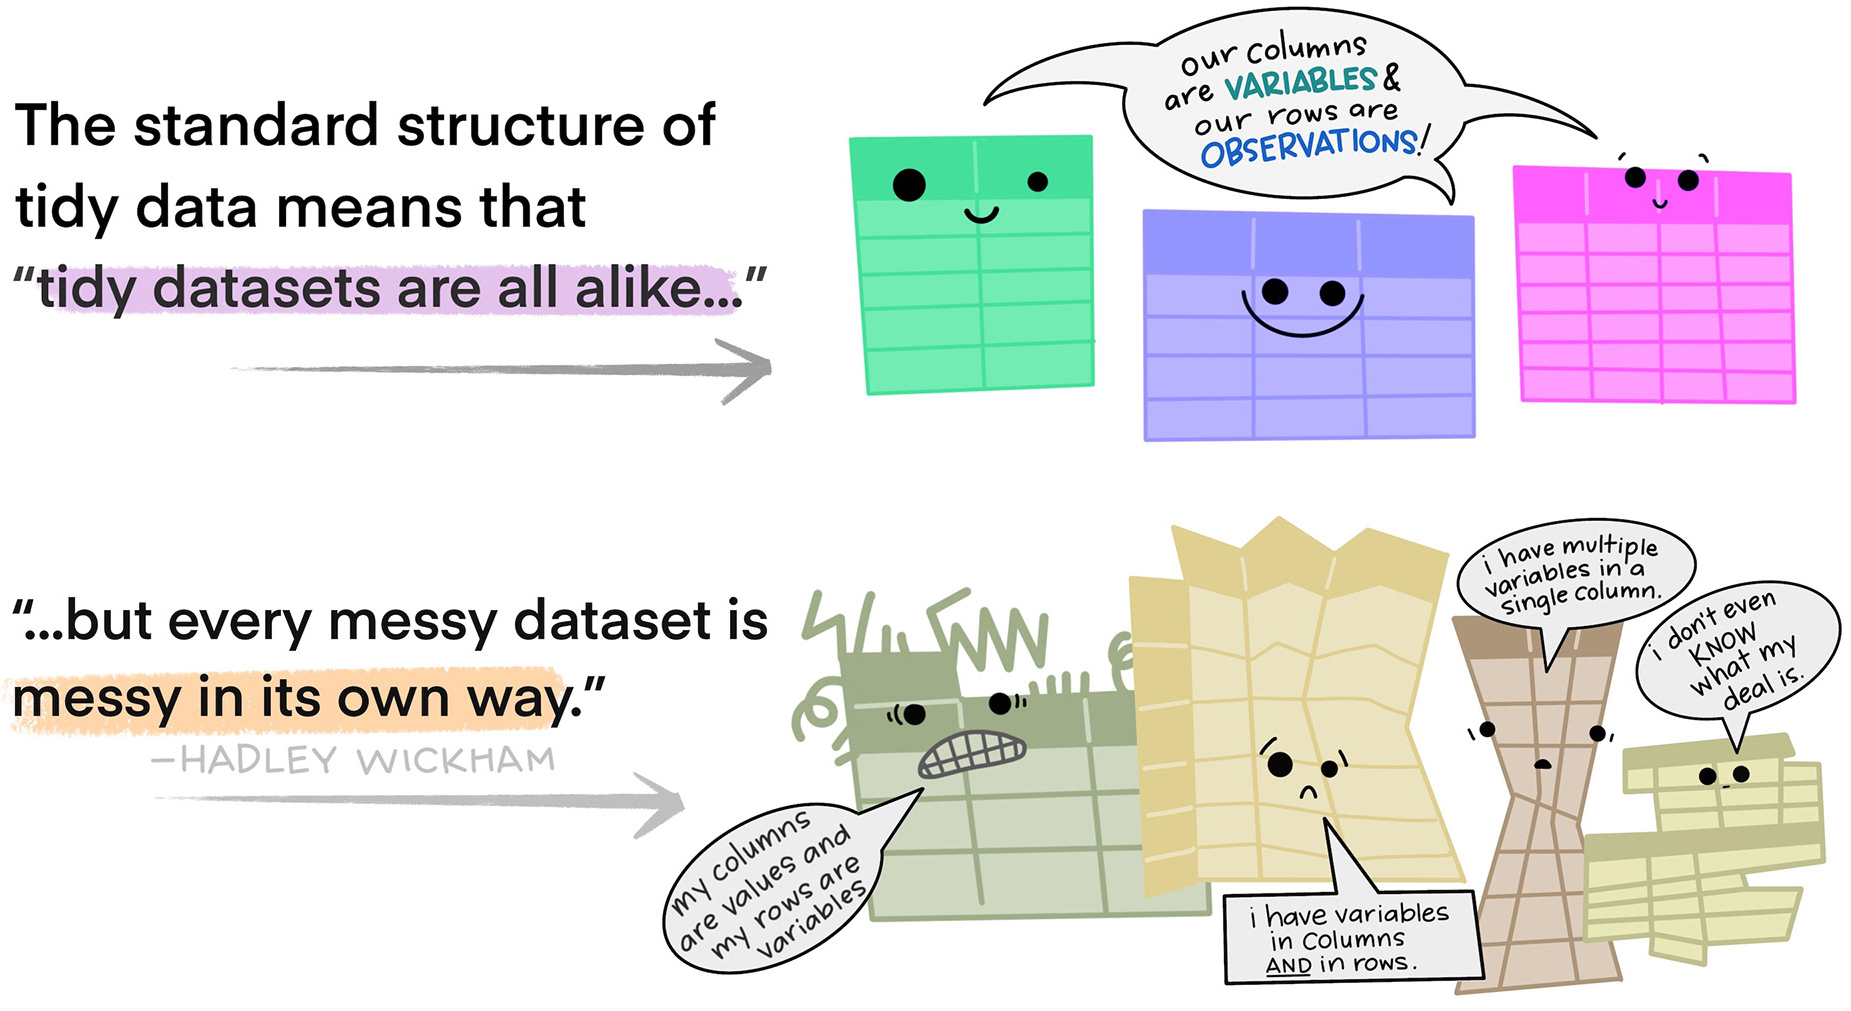 The standard structure of
tidy data means that
“tidy datasets are all alike...”
our columns
are VARIABLES &
our rows are
OBSERVATIONS!
“...but every messy dataset is
messy in its own way.”
–HADLEY WICKHAM
my columns
are values and
my rows are
variables
i have variables
in columns
AND in rows.
i have multiple
variables in a
single column.
i don't even
KNOW
what my
deal is.